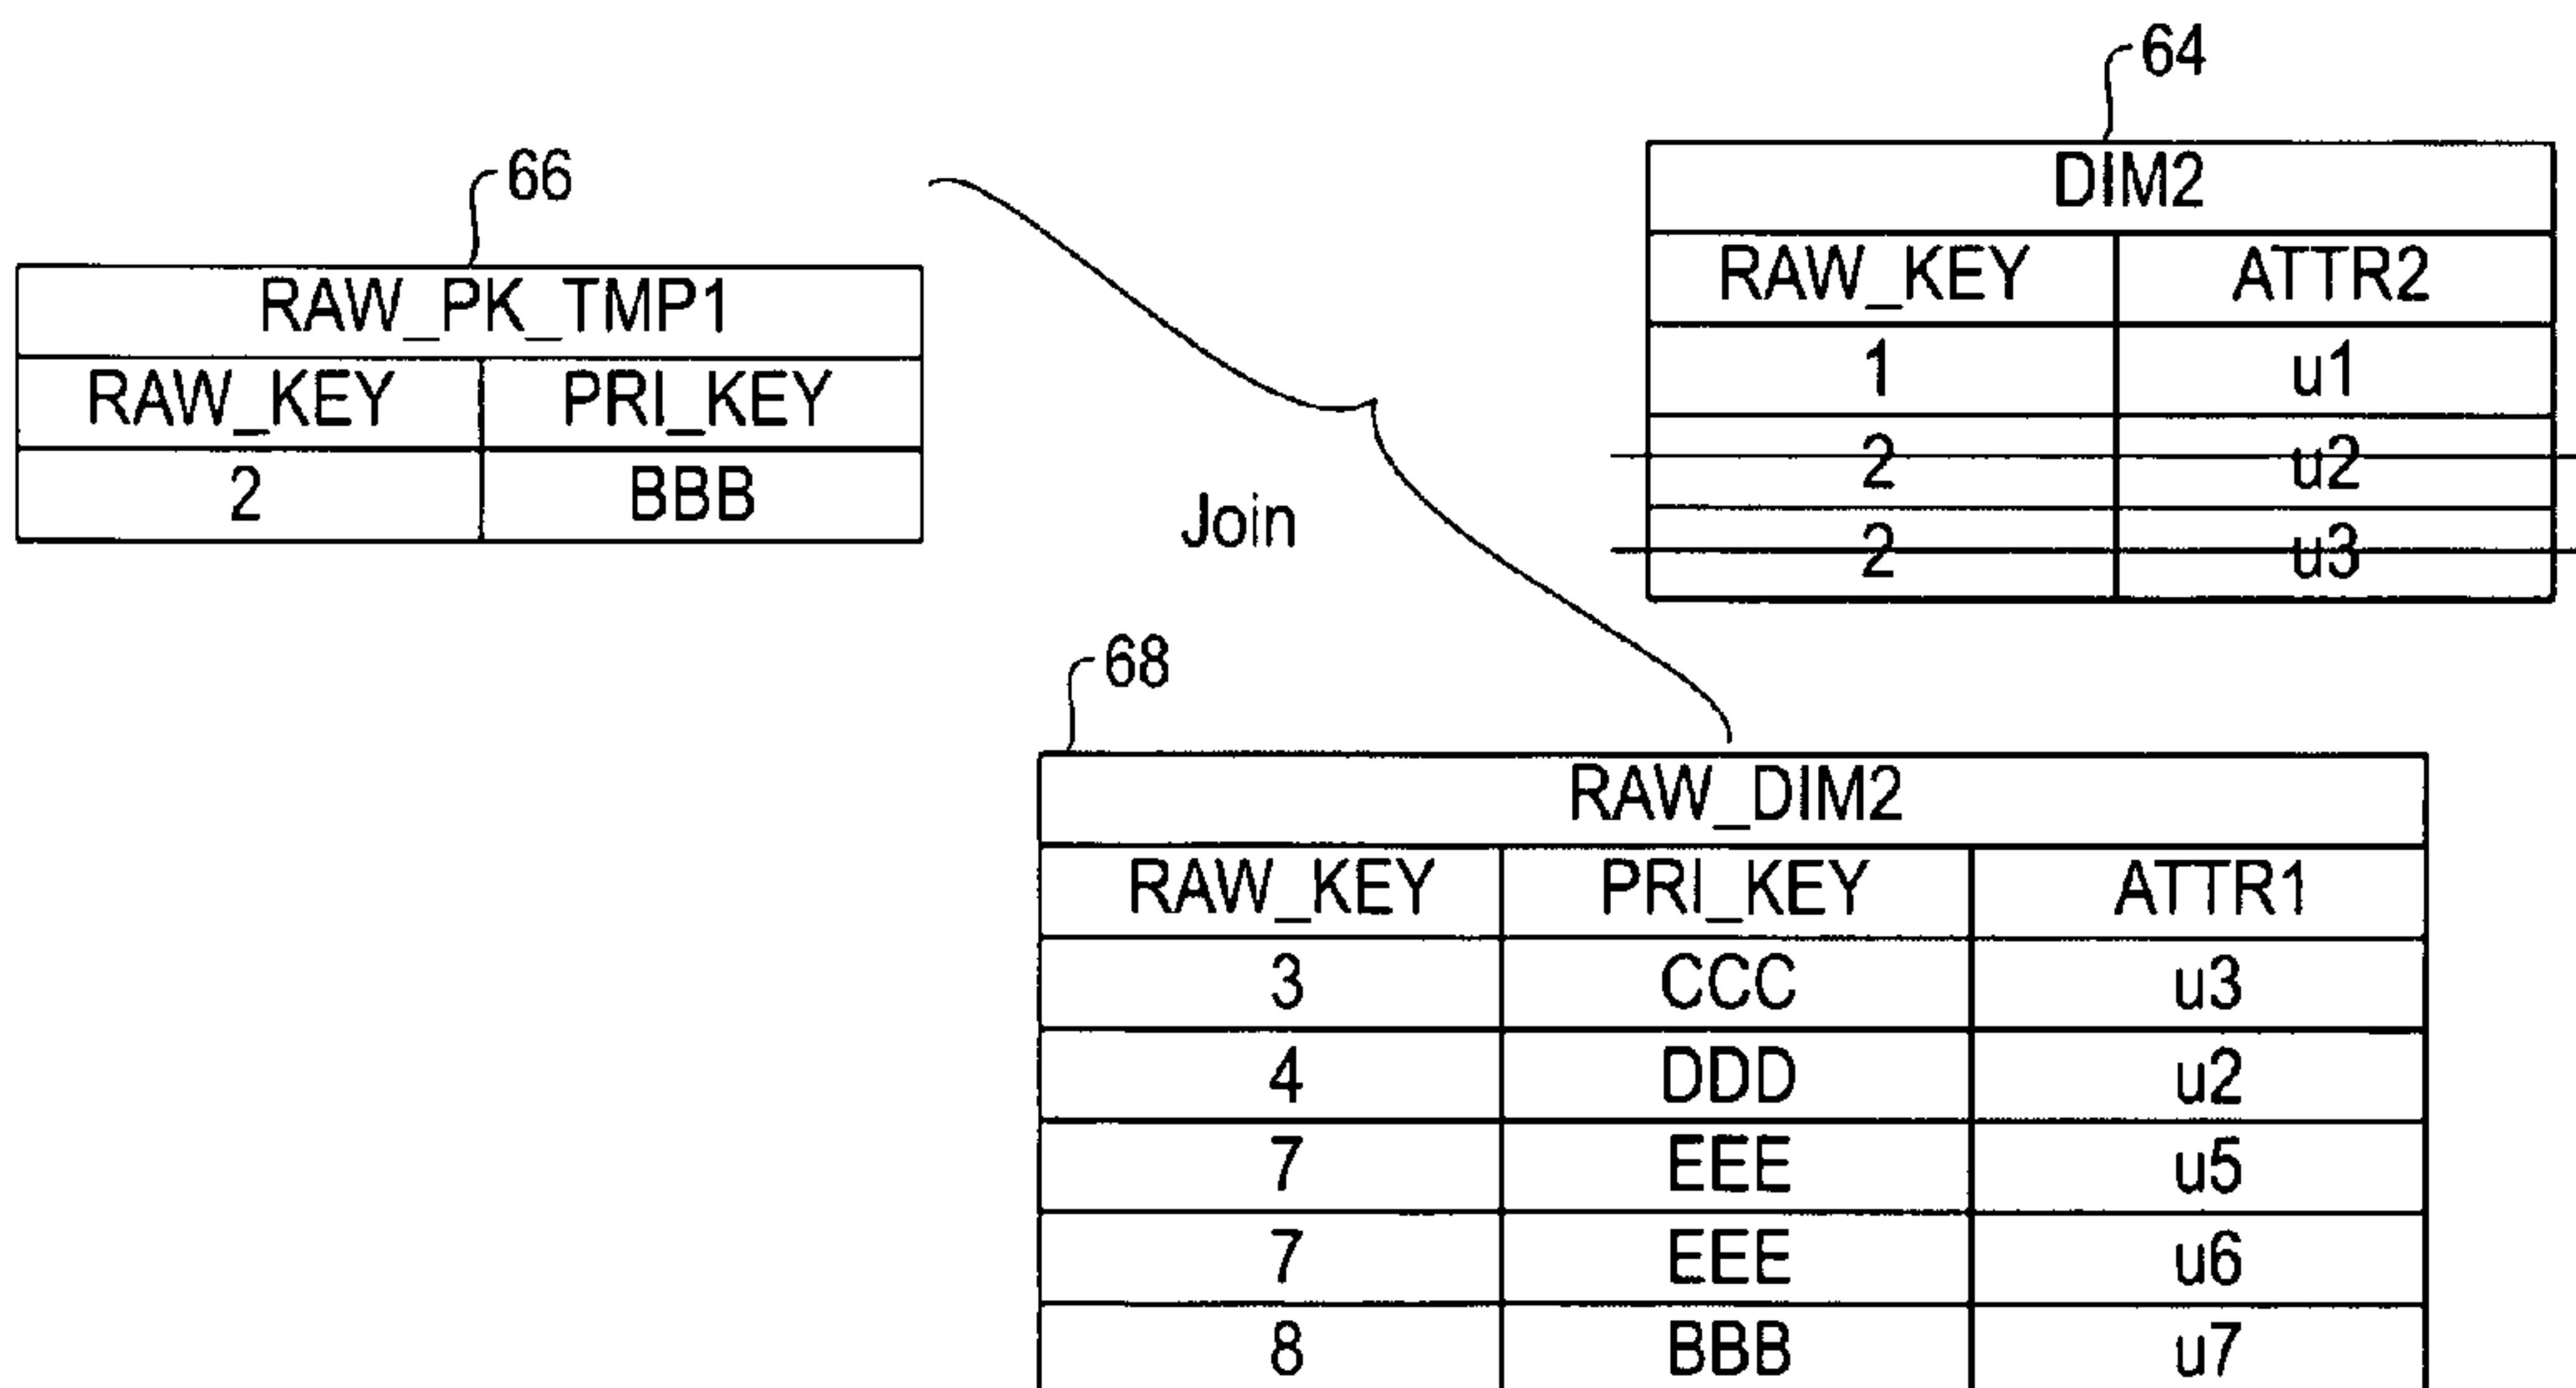 64
DIM2
RAW_KEY ATTR2
1 u1
2 u2
2 u3
66
RAW_PK_TMP1
RAW_KEY PRI_KEY
2 BBB
Join
68
RAW_DIM2
RAW_KEY PRI_KEY ATTR1
3 CCC u3
4 DDD u2
7 EEE u5
7 EEE u6
8 BBB u7